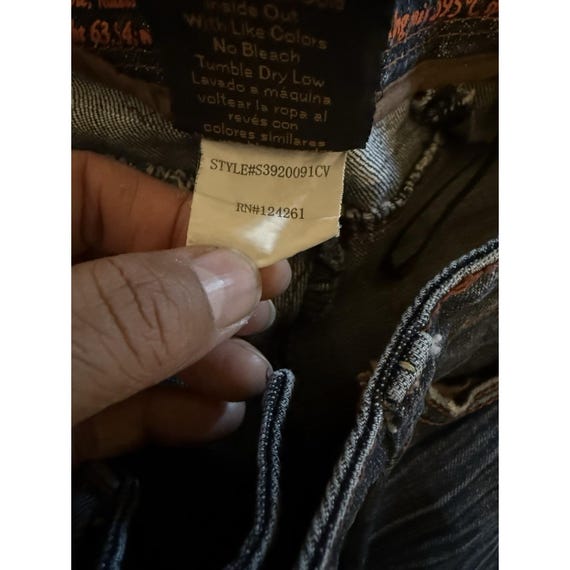 Inside Out
With Like Colors
No Bleach
Tumble Dry Low
Lavado a máquina
voltear la ropa al
revés con
colores similares
STYLE#S3920091CV
RN#124261